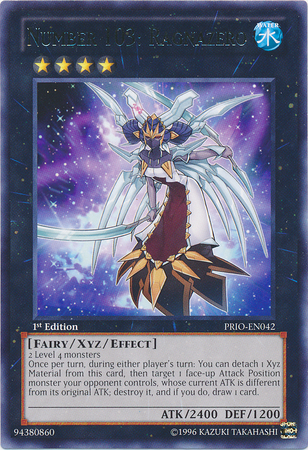 NUMBER 103: RAGNAZERO
WATER
水
1st Edition
PRIO-EN042
[FAIRY/XYZ/EFFECT]
2 Level 4 monsters
Once per turn, during either player's turn: You can detach 1 Xyz
Material from this card, then target 1 face-up Attack Position
monster your opponent controls, whose current ATK is different
from its original ATK; destroy it, and if you do, draw 1 card.
ATK/2400 DEF/1200
94380860
©1996 KAZUKI TAKAHASHI